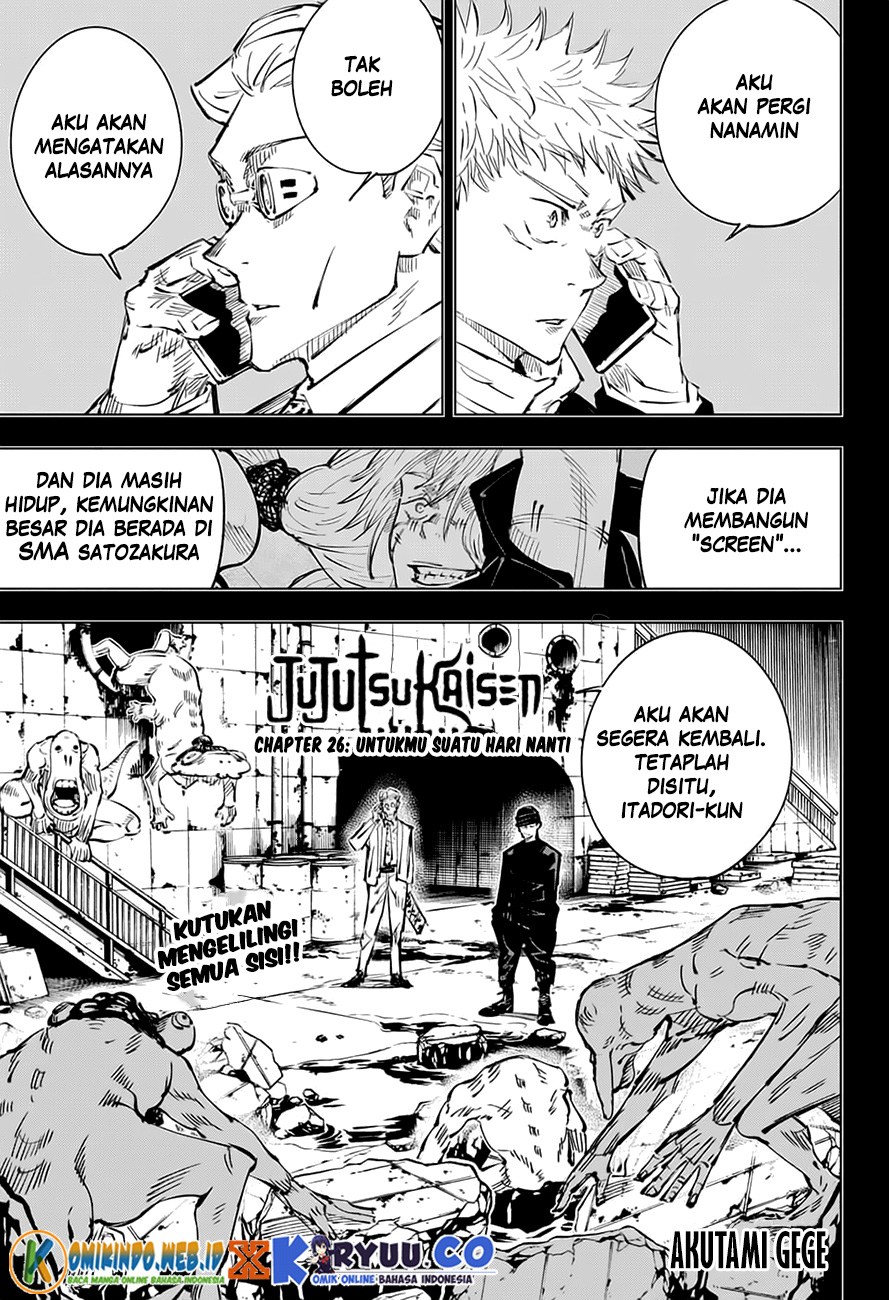 AKU
AKAN PERGI
NANAMIN
TAK
BOLEH
AKU AKAN
MENGATAKAN
ALASANNYA
JIKA DIA
MEMBANGUN
"SCREEN"...
DAN DIA MASIH
HIDUP, KEMUNGKINAN
BESAR DIA BERADA DI
SMA SATOZAKURA
JUJUTSU KAISEN
CHAPTER 26: UNTUKMU SUATU HARI NANTI
AKU AKAN
SEGERA KEMBALI.
TETAPLAH
DISITU,
ITADORI-KUN
KUTUKAN
MENGELILINGI
SEMUA SISI!!
AKUTAMI GEGE
KOMIKINDO.WEB.ID X KIRYUU.CO
BACA MANGA ONLINE BAHASA INDONESIA
OMIK ONLINE BAHASA INDONESIA